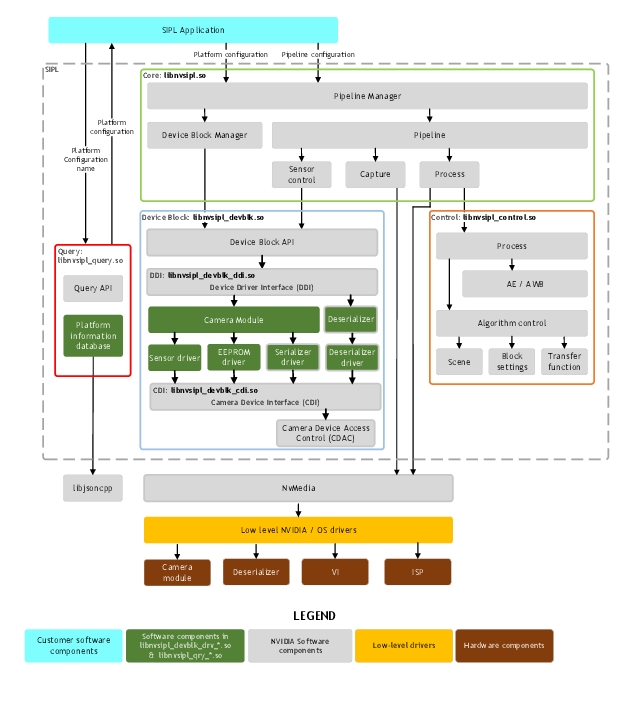 SIPL Application
Platform configuration
Pipeline configuration
SIPL
Core: libnvsipl.so
Pipeline Manager
Platform
configuration
Device Block Manager
Pipeline
Platform
Configuration
name
Sensor
control
Capture
Process
Device Block: libnvsipl_devblk.so
Control: libnvsipl_control.so
Device Block API
Process
Query:
libnvsipl_query.so
DDI: libnvsipl_devblk_ddi.so
Device Driver Interface (DDI)
Query API
AE / AWB
Camera Module
Deserializer
Platform
information
database
Algorithm control
Sensor driver
EEPROM
driver
Serializer
driver
Deserializer
driver
Scene
Block
settings
Transfer
function
CDI: libnvsipl_devblk_cdi.so
Camera Device Interface (CDI)
Camera Device Access
Control (CDAC)
libjsoncpp
NvMedia
Low level NVIDIA / OS drivers
Camera
module
Deserializer
VI
ISP
LEGEND
Customer software
components
Software components in
libnvsipl_devblk_drv_*.so
& libnvsipl_qry_*.so
NVIDIA Software
components
Low-level drivers
Hardware components